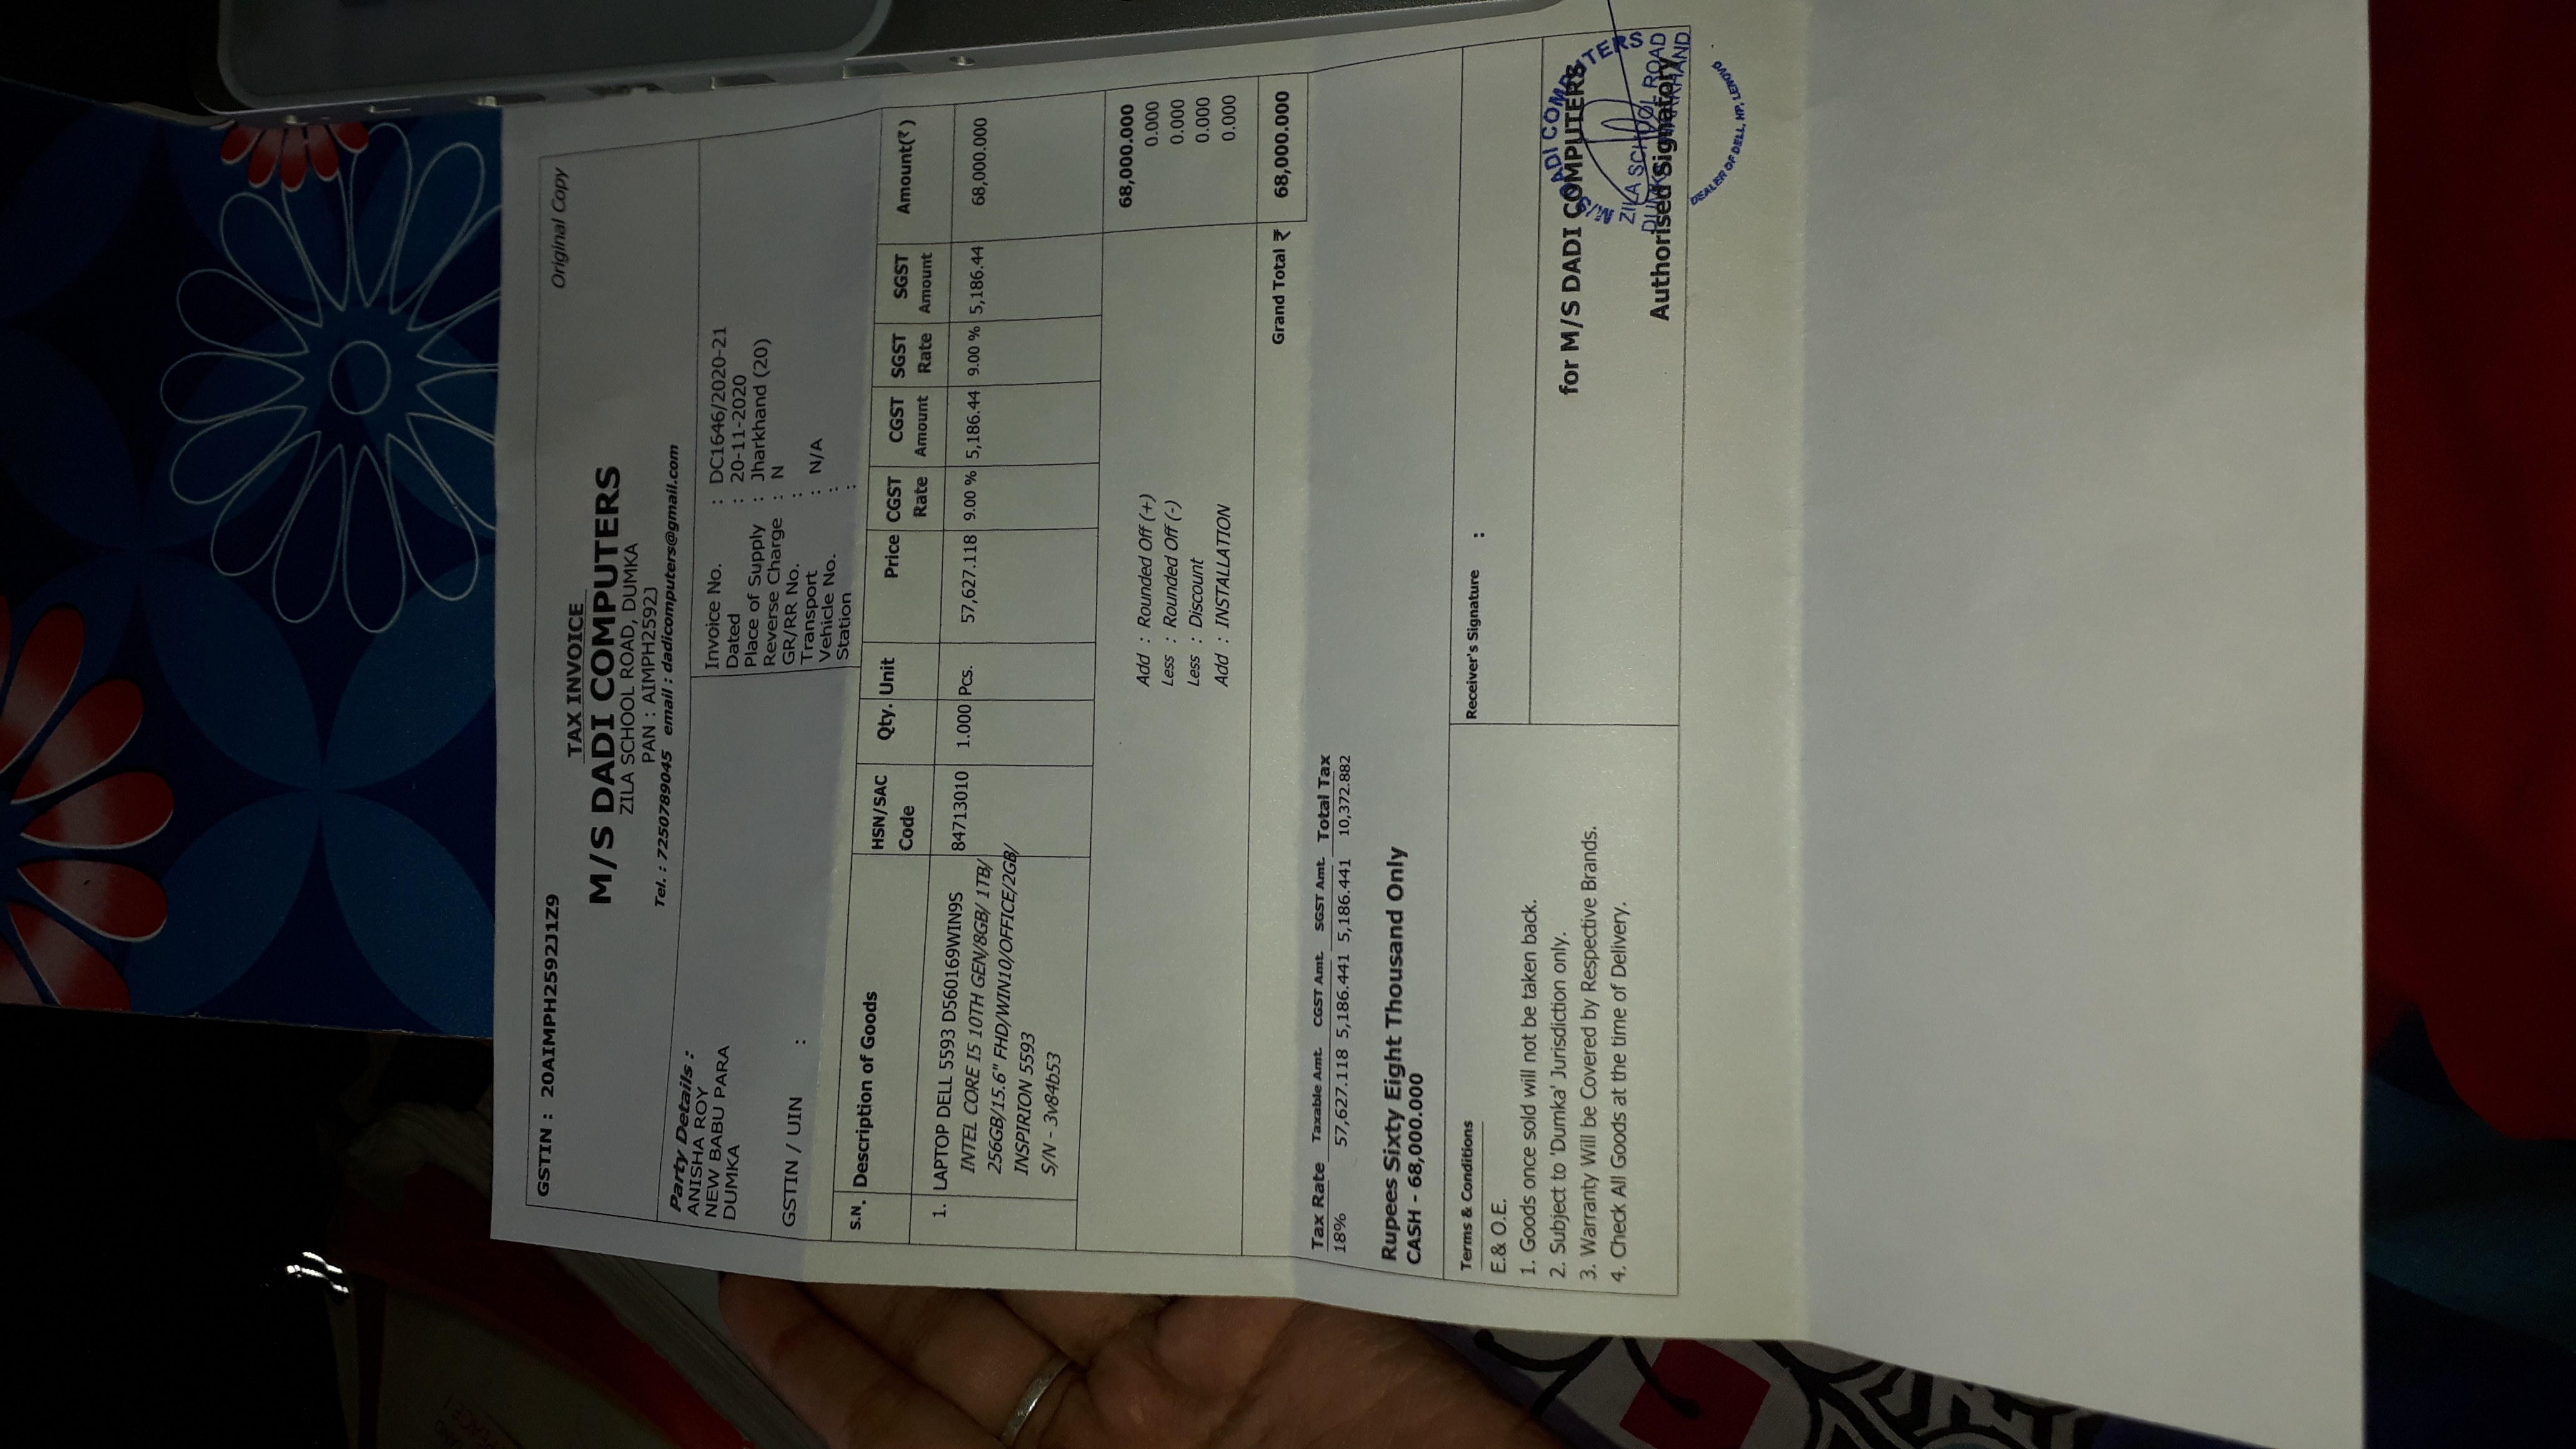 GSTIN : 20AIMPH2592J1Z9 Original Copy
TAX INVOICE
M/S DADI COMPUTERS
ZILA SCHOOL ROAD, DUMKA
PAN : AIMPH2592J
Tel. : 7250789045 email : dadicomputers@gmail.com
Party Details :
ANISHA ROY
NEW BABU PARA
DUMKA
GSTIN / UIN :
Invoice No. : DC1646/2020-21
Dated : 20-11-2020
Place of Supply : Jharkhand (20)
Reverse Charge : N
GR/RR No. :
Transport : N/A
Vehicle No. :
Station :
S.N. Description of Goods HSN/SAC Code Qty. Unit Price CGST Rate CGST Amount SGST Rate SGST Amount Amount(₹)
1. LAPTOP DELL 5593 D560169WIN9S 84713010 1.000 Pcs. 57,627.118 9.00 % 5,186.44 9.00 % 5,186.44 68,000.000
INTEL CORE I5 10TH GEN/8GB/ 1TB/
256GB/15.6" FHD/WIN10/OFFICE/2GB/
INSPIRION 5593
S/N - 3v84b53
68,000.000
Add : Rounded Off (+) 0.000
Less : Rounded Off (-) 0.000
Less : Discount 0.000
Add : INSTALLATION 0.000
Grand Total ₹ 68,000.000
Tax Rate Taxable Amt. CGST Amt. SGST Amt. Total Tax
18% 57,627.118 5,186.441 5,186.441 10,372.882
Rupees Sixty Eight Thousand Only
CASH - 68,000.000
Terms & Conditions
E.& O.E.
1. Goods once sold will not be taken back.
2. Subject to 'Dumka' Jurisdiction only.
3. Warranty Will be Covered by Respective Brands.
4. Check All Goods at the time of Delivery.
Receiver's Signature :
for M/S DADI COMPUTERS
Authorised Signatory
M/S DADI COMPUTERS
ZILA SCHOOL ROAD
DUMKA JHARKHAND
DEALER OF DELL, HP, LENOVO